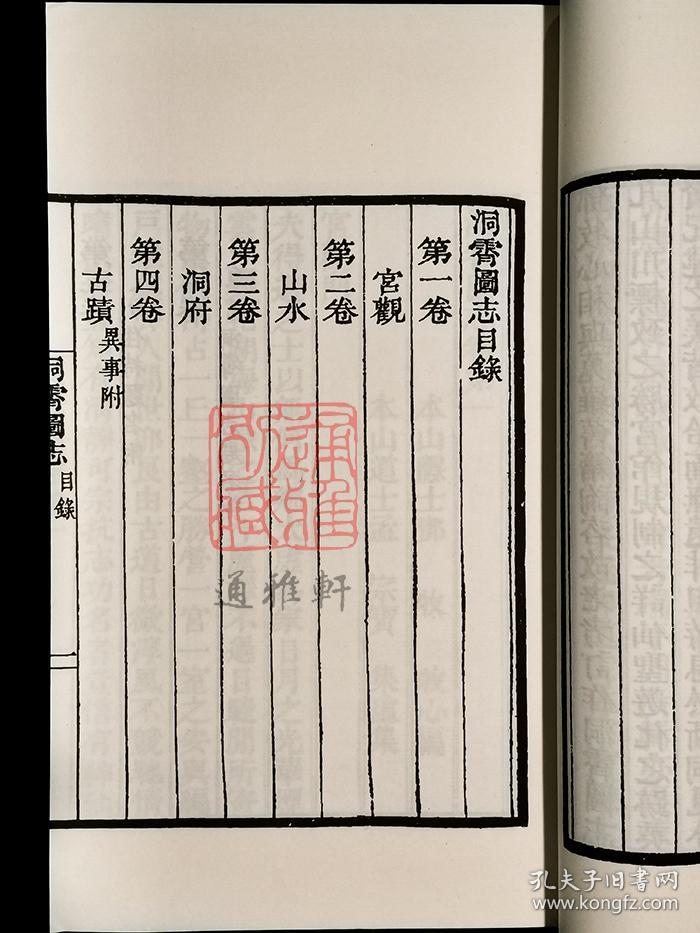 洞霄圖志目錄
第一卷
宮觀
第二卷
山水
第三卷
洞府
第四卷
古蹟 異事附
洞霄圖志 目錄
通雅軒
孔夫子旧书网
www.kongfz.com